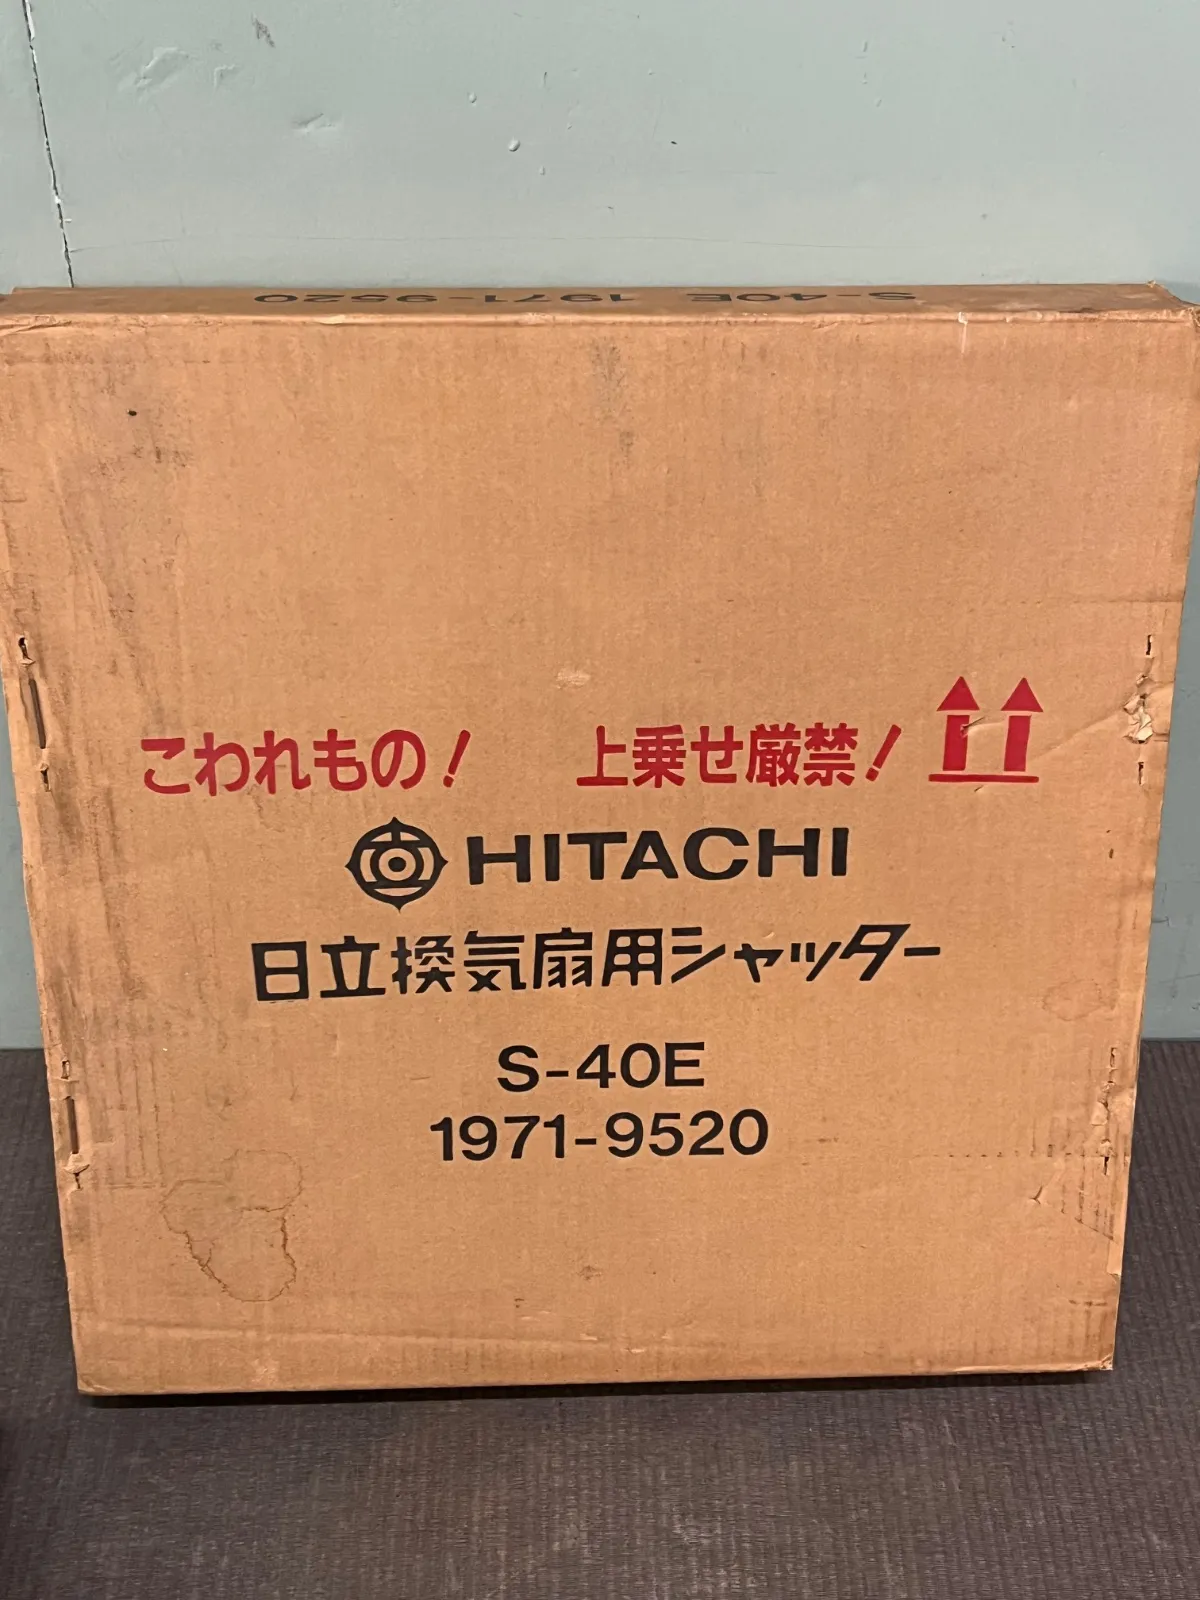 S-40E 1971-9520
こわれもの! 上乗せ厳禁!
HITACHI
日立換気扇用シャッター
S-40E
1971-9520